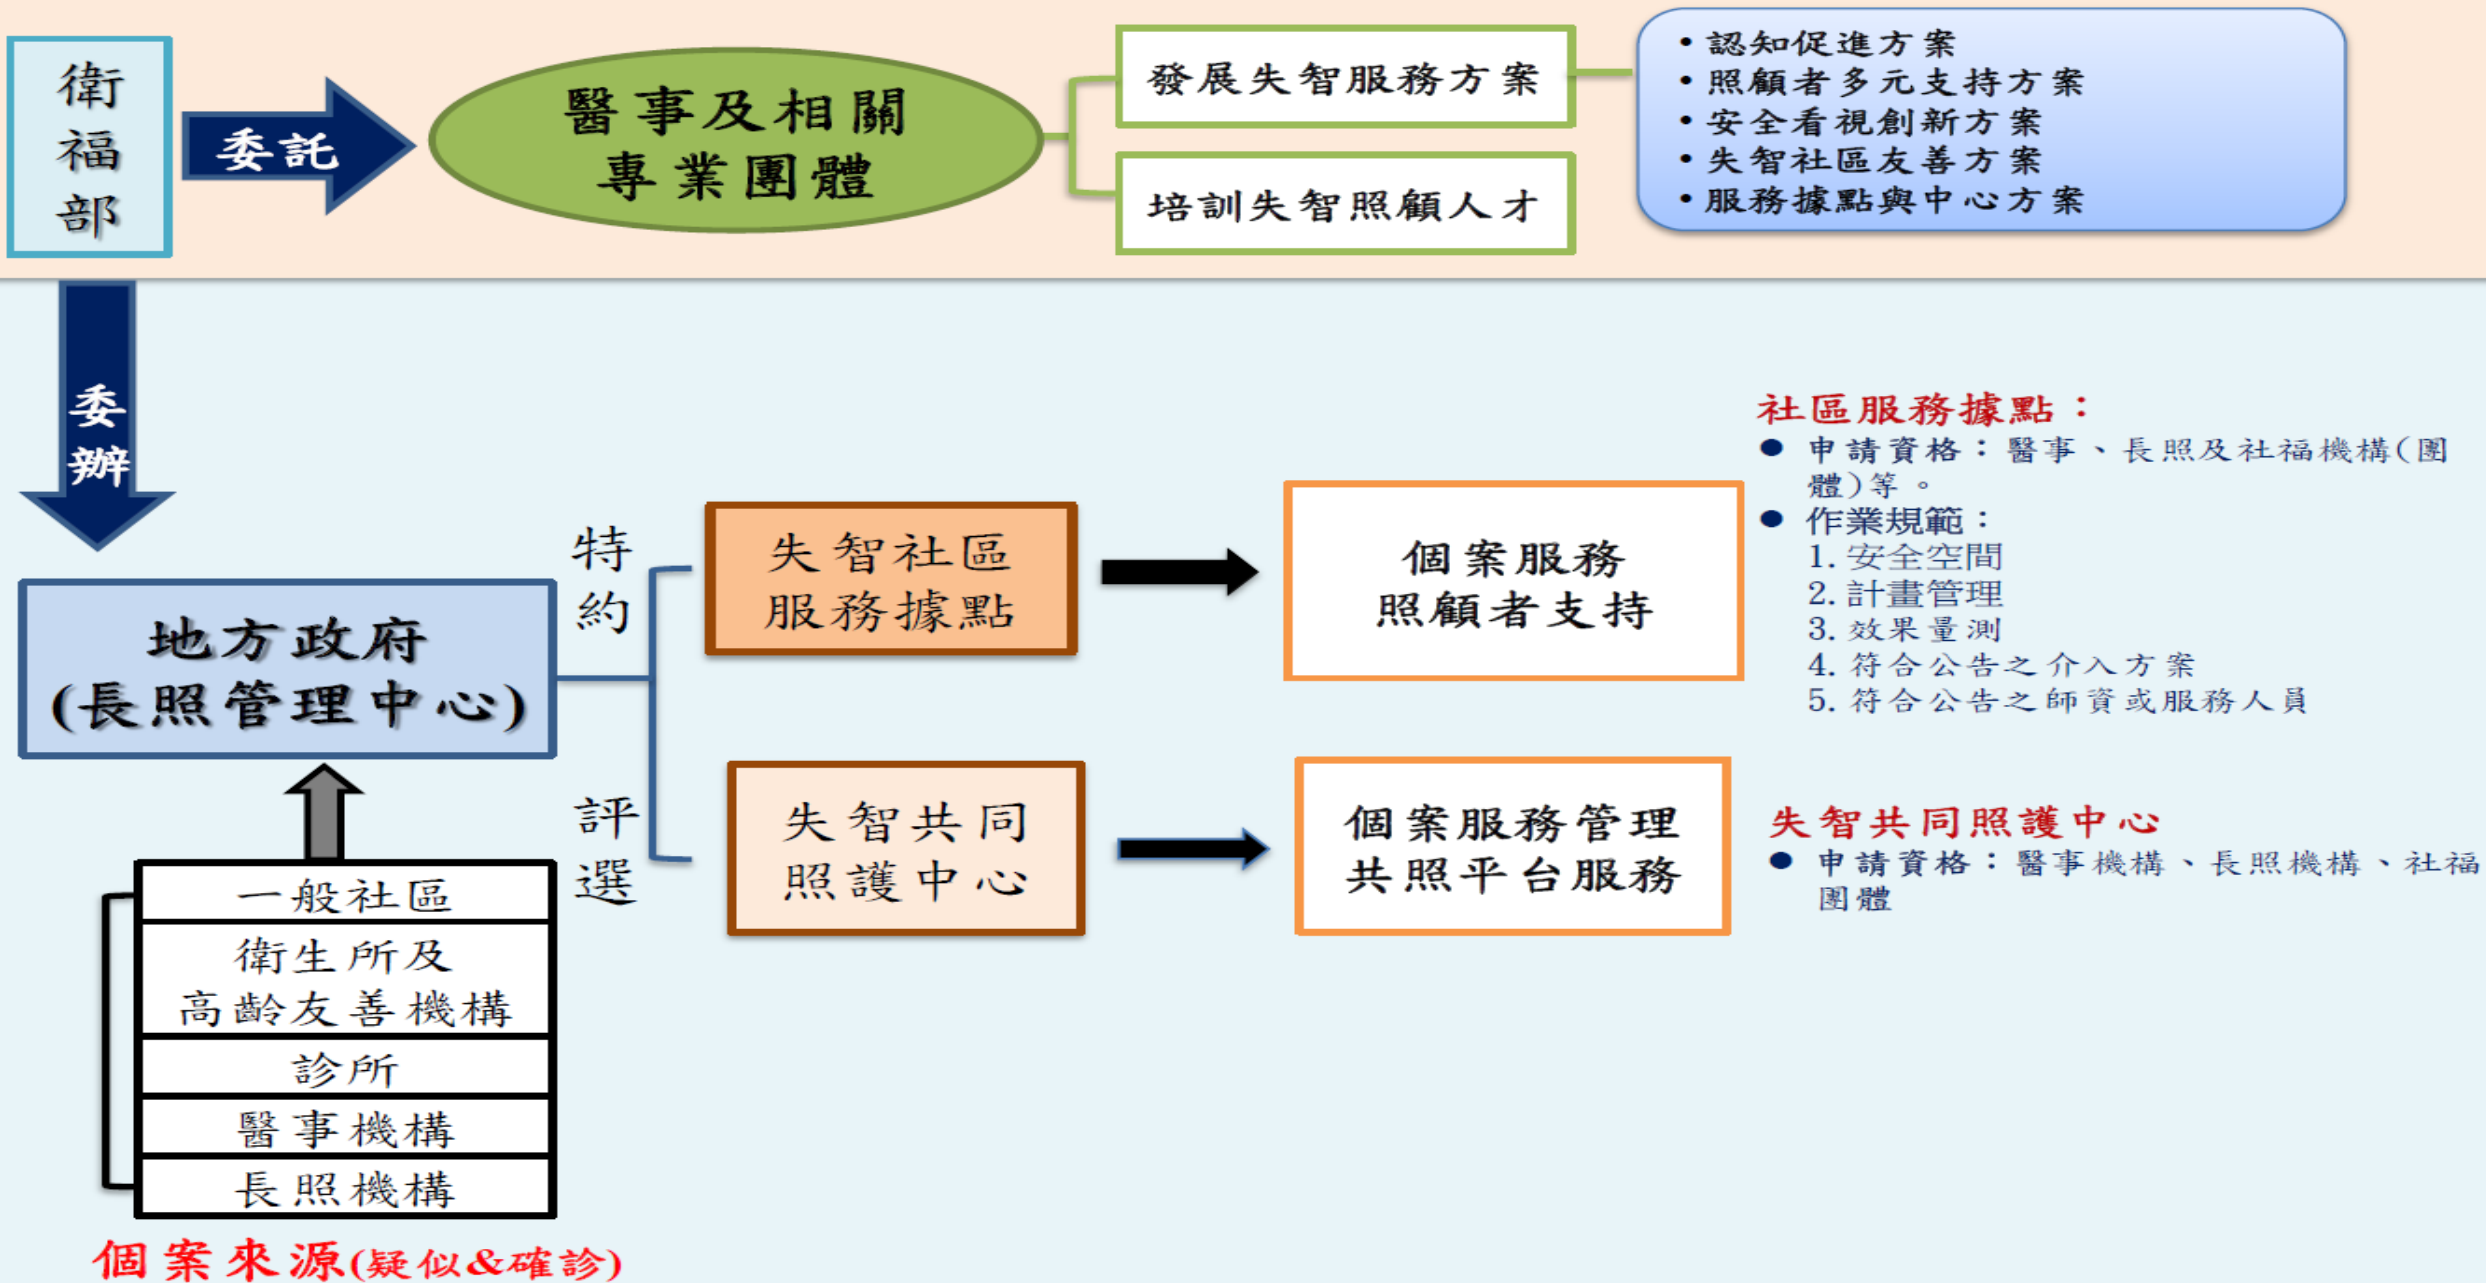 衛
福
部
委託
醫事及相關
專業團體
發展失智服務方案
培訓失智照顧人才
• 認知促進方案
• 照顧者多元支持方案
• 安全看視創新方案
• 失智社區友善方案
• 服務據點與中心方案
委
辦
地方政府
(長照管理中心)
特
約
評
選
失智社區
服務據點
個案服務
照顧者支持
社區服務據點：
● 申請資格：醫事、長照及社福機構(團
體)等。
● 作業規範：
1. 安全空間
2. 計畫管理
3. 效果量測
4. 符合公告之介入方案
5. 符合公告之師資或服務人員
失智共同
照護中心
個案服務管理
共照平台服務
失智共同照護中心
● 申請資格：醫事機構、長照機構、社福
團體
一般社區
衛生所及
高齡友善機構
診所
醫事機構
長照機構
個案來源(疑似&確診)